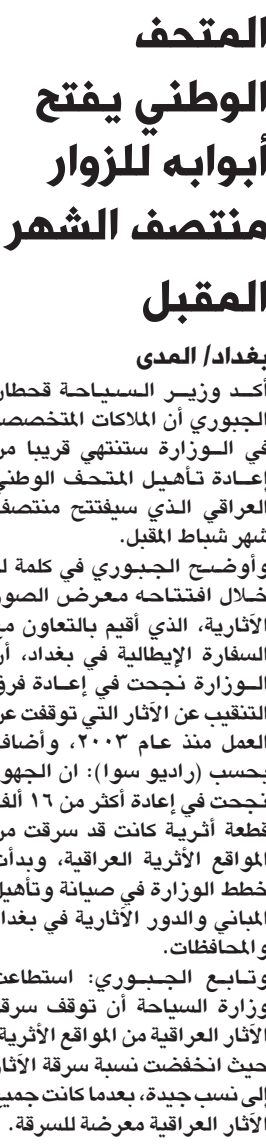 المتحف
الوطني يفتح
أبوابه للزوار
منتصف الشهر
المقبل
بغداد/ المدى
أكد وزير السياحة قحطان
الجبوري أن الملاكات المتخصصة
في الوزارة ستنتهي قريبا من
إعادة تأهيل المتحف الوطني
العراقي الذي سيفتتح منتصف
شهر شباط المقبل.
وأوضح الجبوري في كلمة له
خلال افتتاحه معرض الصور
الآثارية، الذي أقيم بالتعاون مع
السفارة الإيطالية في بغداد، أن
الوزارة نجحت في إعادة فرق
التنقيب عن الآثار التي توقفت عن
العمل منذ عام ٢٠٠٣، وأضاف
بحسب (راديو سوا): ان الجهود
نجحت في إعادة أكثر من ١٦ ألف
قطعة أثرية كانت قد سرقت من
المواقع الأثرية العراقية، وبدأت
خطط الوزارة في صيانة وتأهيل
المباني والدور الآثارية في بغداد
والمحافظات.
وتابع الجبوري: استطاعت
وزارة السياحة أن توقف سرقة
الآثار العراقية من المواقع الأثرية،
حيث انخفضت نسبة سرقة الآثار
إلى نسب جيدة، بعدما كانت جميع
الآثار العراقية معرضة للسرقة.